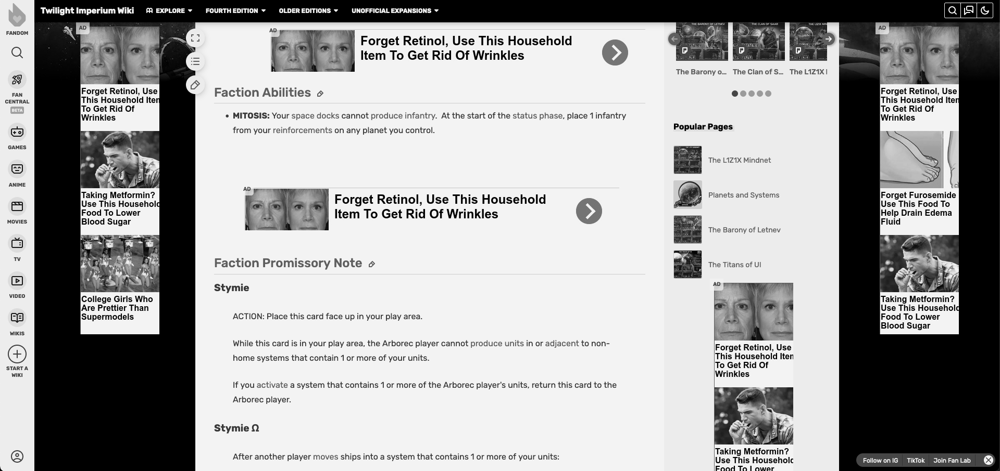 Twilight Imperium Wiki
EXPLORE
FOURTH EDITION
OLDER EDITIONS
UNOFFICIAL EXPANSIONS
FANDOM
FAN
CENTRAL
BETA
GAMES
ANIME
MOVIES
TV
VIDEO
WIKIS
START A
WIKI
AD
Forget Retinol, Use
This Household Iten
To Get Rid Of
Wrinkles
Taking Metformin?
Use This Household
Food To Lower
Blood Sugar
College Girls Who
Are Prettier Than
Supermodels
AD
Forget Retinol, Use This Household
Item To Get Rid Of Wrinkles
Faction Abilities
• MITOSIS: Your space docks cannot produce infantry.  At the start of the status phase, place 1 infantry
from your reinforcements on any planet you control.
AD
Forget Retinol, Use This Household
Item To Get Rid Of Wrinkles
Faction Promissory Note
Stymie
ACTION: Place this card face up in your play area.
While this card is in your play area, the Arborec player cannot produce units in or adjacent to non-
home systems that contain 1 or more of your units.
If you activate a system that contains 1 or more of the Arborec player's units, return this card to the
Arborec player.
Stymie Ω
After another player moves ships into a system that contains 1 or more of your units:
THE BARONY OF LETNEV
THE CLAN OF SAAR
The Barony o...
The Clan of S...
The L1Z1X
Popular Pages
The L1Z1X Mindnet
Planets and Systems
The Barony of Letnev
The Titans of Ul
AD
Forget Retinol, Use
This Household Iten
To Get Rid Of
Wrinkles
Taking Metformin?
Use This Household
Food To Lower
AD
Forget Retinol, Use
This Household Iten
To Get Rid Of
Wrinkles
Forget Furosemide
Use This Food To
Help Drain Edema
Fluid
Taking Metformin?
Use This Household
Food To Lower
Blood Sugar
Follow on IG
TikTok
Join Fan Lab